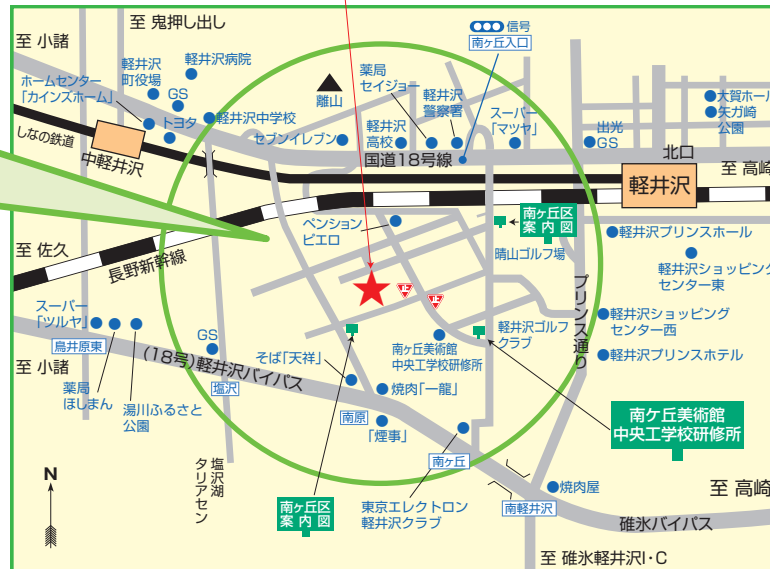 至 鬼押し出し
至 小諸
信号
南ヶ丘入口
軽井沢病院
軽井沢
町役場
ホームセンター
「カインズホーム」
GS
トヨタ
軽井沢中学校
離山
薬局
セイジョー
軽井沢
警察署
セブンイレブン
軽井沢
高校
スーパー
「マツヤ」
出光
GS
大賀ホール
矢ガ崎
公園
しなの鉄道
中軽井沢
国道18号線
北口
軽井沢
至 高崎
ペンション
ピエロ
南ヶ丘区
案内図
晴山ゴルフ場
軽井沢プリンスホール
軽井沢ショッピング
センター東
至 佐久
長野新幹線
プリンス通り
止
止
スーパー
「ツルヤ」
鳥井原東
GS
軽井沢ゴルフ
クラブ
軽井沢ショッピング
センター西
南ケ丘美術館
中央工学校研修所
軽井沢プリンスホテル
至 小諸
(18号)軽井沢バイパス
そば「天祥」
薬局
ほしまん
湯川ふるさと
公園
塩沢
焼肉「一龍」
南原
「煙事」
南ケ丘美術館
中央工学校研修所
南ヶ丘
塩沢湖
タリアセン
N
南ヶ丘区
案内図
東京エレクトロン
軽井沢クラブ
南軽井沢
焼肉屋
至 高崎
碓氷バイパス
至 碓氷軽井沢I・C